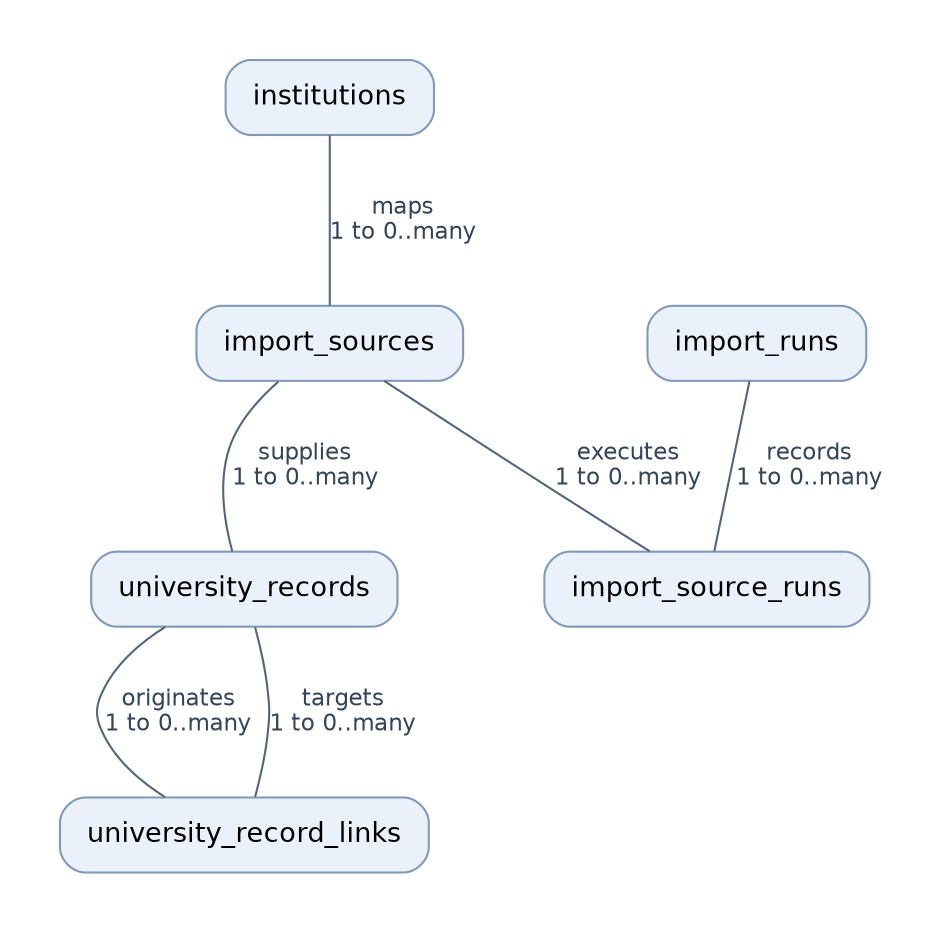 institutions
maps
1 to 0..many
import_sources
import_runs
supplies
1 to 0..many
executes
1 to 0..many
records
1 to 0..many
university_records
import_source_runs
originates
1 to 0..many
targets
1 to 0..many
university_record_links